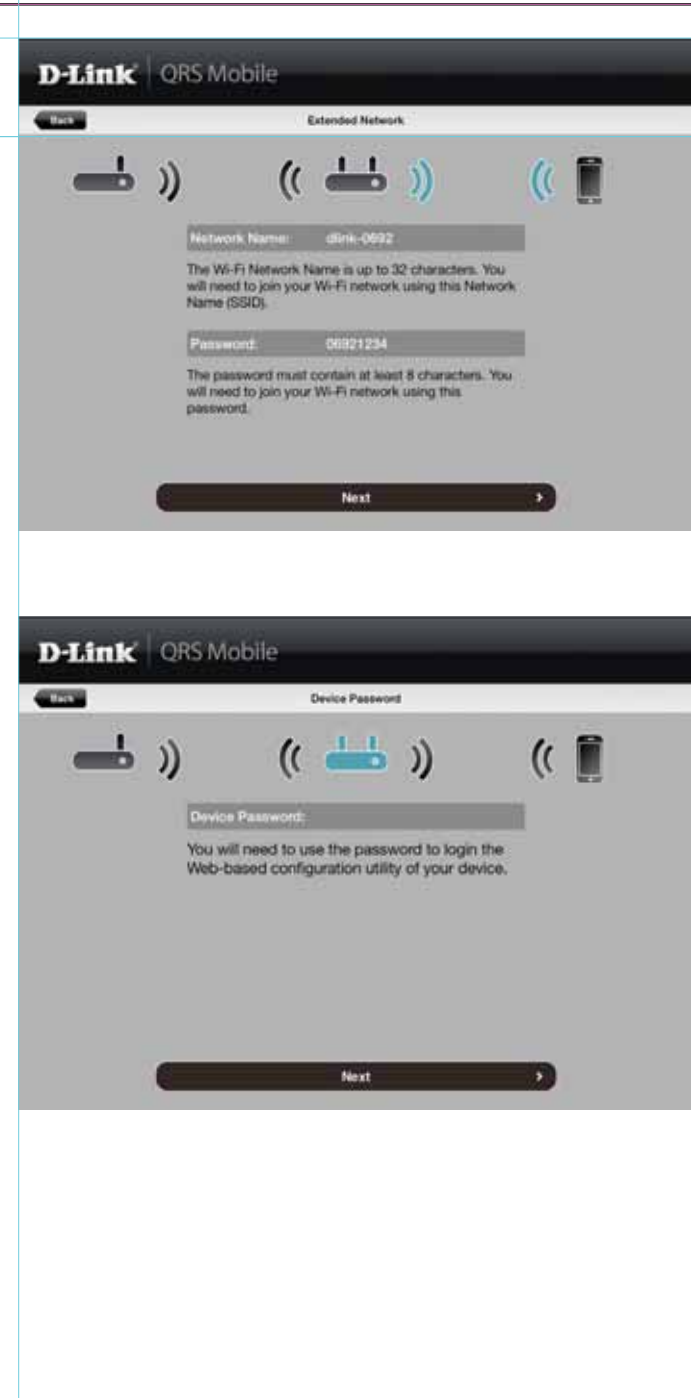 D-Link QRS Mobile
Back
Extended Network
Network Name: dlink-0692
The Wi-Fi Network Name is up to 32 characters. You
will need to join your Wi-Fi network using this Network
Name (SSID).
Password: 06921234
The password must contain at least 8 characters. You
will need to join your Wi-Fi network using this
password.
Next
D-Link QRS Mobile
Back
Device Password
Device Password:
You will need to use the password to login the
Web-based configuration utility of your device.
Next